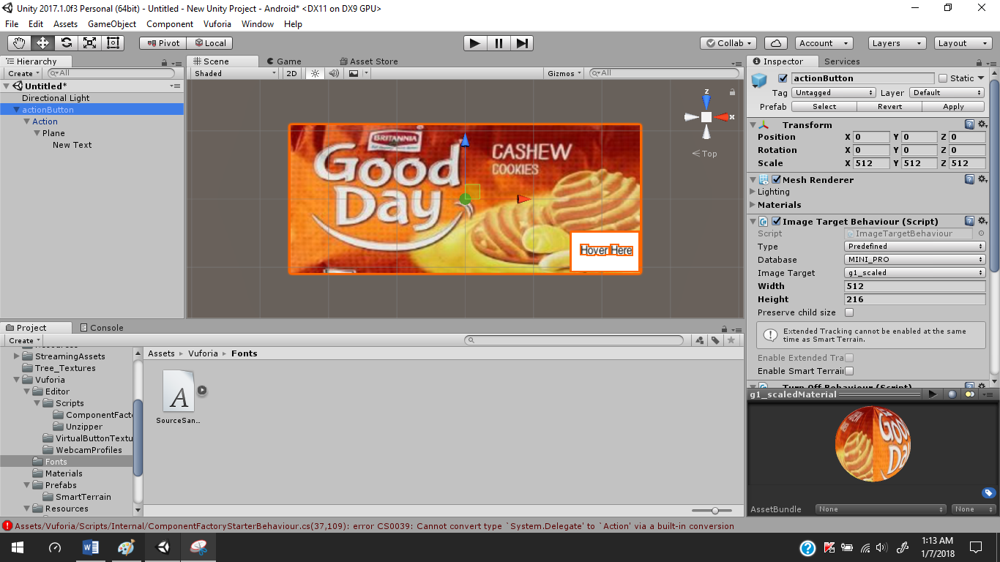 Unity 2017.1.0f3 Personal (64bit) - Untitled - New Unity Project - Android* <DX11 on DX9 GPU>
File Edit Assets GameObject Component Vuforia Window Help
Pivot Local Collab Account Layers Layout
Hierarchy
Create All
Untitled*
Directional Light
actionButton
Action
Plane
New Text
Scene Game Asset Store
Shaded 2D Gizmos All
z
x
Top
BRITANNIA
Good
Day
CASHEW
COOKIES
Hover Here
Inspector Services
actionButton Static
Tag Untagged Layer Default
Prefab Select Revert Apply
Transform
Position X 0 Y 0 Z 0
Rotation X 0 Y 0 Z 0
Scale X 512 Y 512 Z 512
Mesh Renderer
Lighting
Materials
Image Target Behaviour (Script)
Script ImageTargetBehaviour
Type Predefined
Database MINI_PRO
Image Target g1_scaled
Width 512
Height 216
Preserve child size
Extended Tracking cannot be enabled at the same
time as Smart Terrain.
Enable Extended Tra
Enable Smart Terrain
Turn Off Behaviour (Script)
g1_scaledMaterial
AssetBundle None None
Project Console
Create
Resources
StreamingAssets
Tree_Textures
Vuforia
Editor
Scripts
ComponentFacto
Unzipper
VirtualButtonTextu
WebcamProfiles
Fonts
Materials
Prefabs
SmartTerrain
Resources
Assets Vuforia Fonts
A
SourceSan...
Assets/Vuforia/Scripts/Internal/ComponentFactoryStarterBehaviour.cs(37,109): error CS0039: Cannot convert type `System.Delegate' to `Action' via a built-in conversion
1:13 AM
1/7/2018